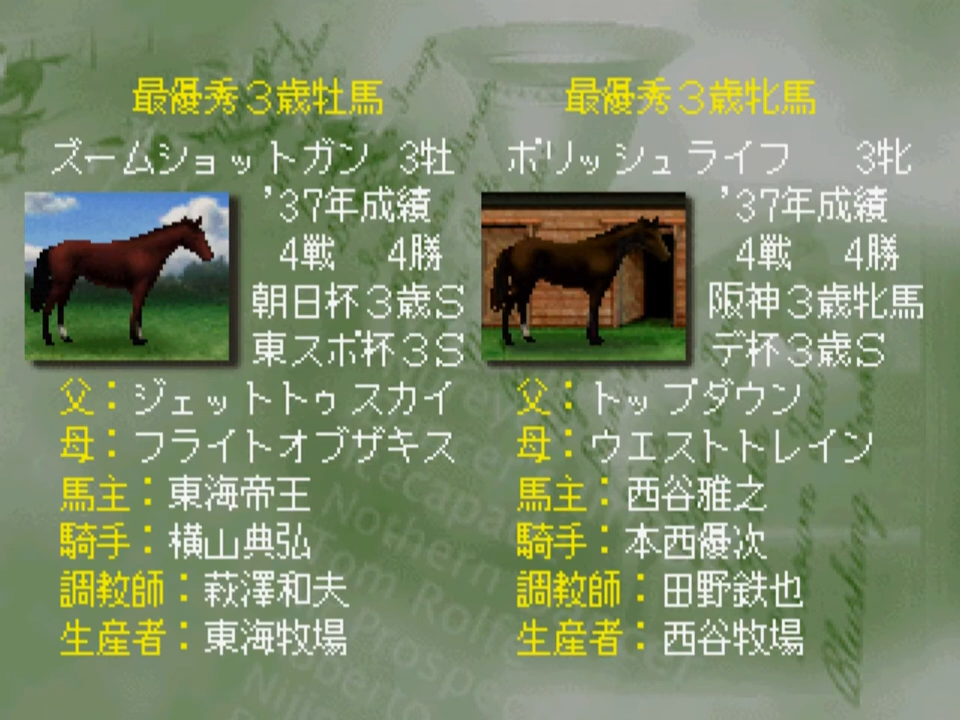 最優秀３歳牡馬
ズームショットガン 3牡
'37年成績
4戦 4勝
朝日杯３歳Ｓ
東スポ杯３Ｓ
父：ジェットトゥスカイ
母：フライトオブザキス
馬主：東海帝王
騎手：横山典弘
調教師：萩澤和夫
生産者：東海牧場
最優秀３歳牝馬
ポリッシュライフ 3牝
'37年成績
4戦 4勝
阪神３歳牝馬
デ杯３歳Ｓ
父：トップダウン
母：ウエストトレイン
馬主：西谷雅之
騎手：本西優次
調教師：田野鉄也
生産者：西谷牧場